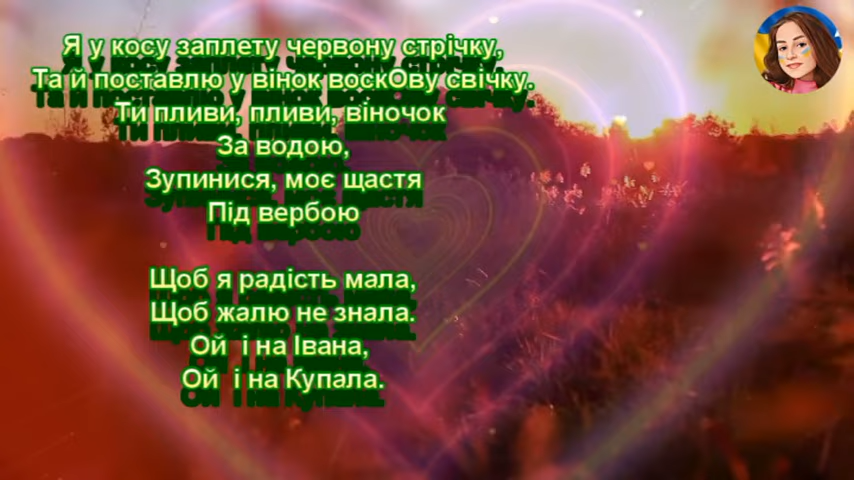 Я у косу заплету червону стрічку,
Та й поставлю у вінок воскОву свічку.
Ти пливи, пливи, віночок
За водою,
Зупинися, моє щастя
Під вербою
Щоб я радість мала,
Щоб жалю не знала.
Ой і на Івана,
Ой і на Купала.